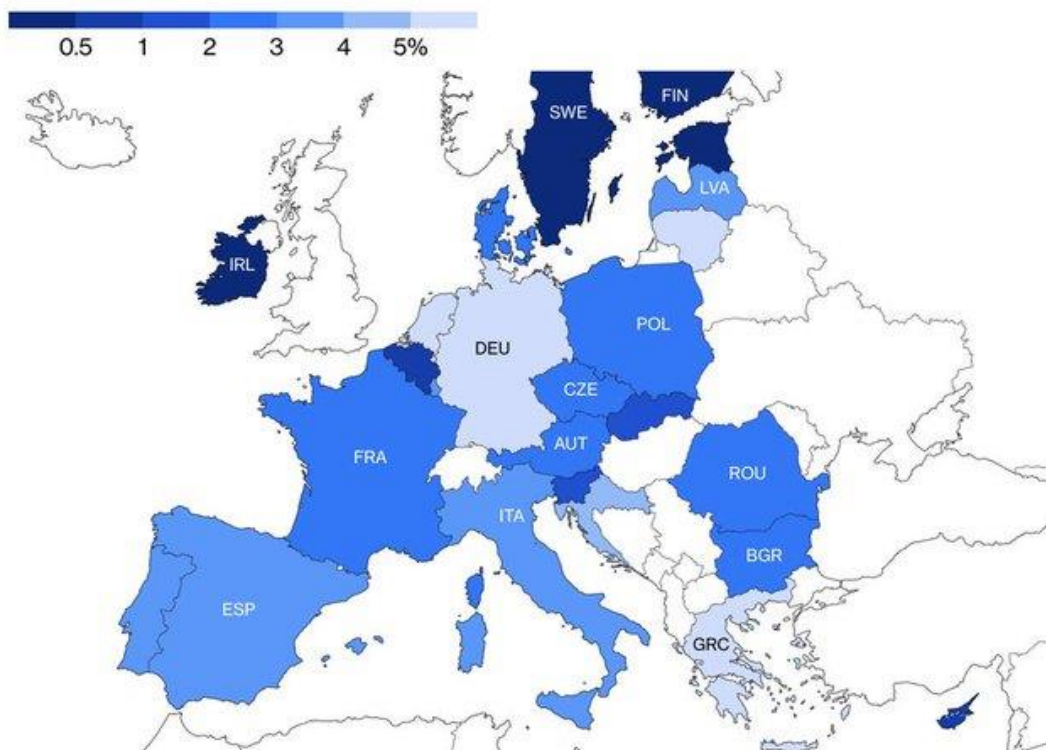 0.5 1 2 3 4 5%
FIN
SWE
LVA
IRL
POL
DEU
CZE
AUT
FRA
ROU
ITA
BGR
ESP
GRC